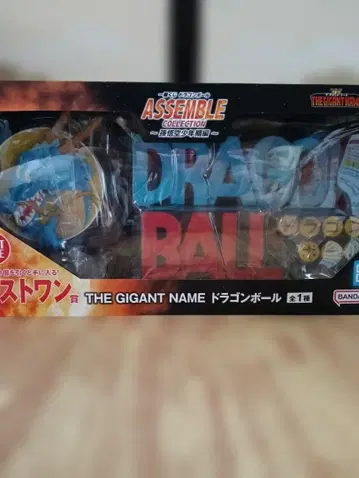 一番くじ ドラゴンボール
ASSEMBLE
COLLECTION
～孫悟空少年期編～
THE GIGANT NAME
DRAGO
BALL
ストワン賞 THE GIGANT NAME ドラゴンボール 全1種
BANDAI